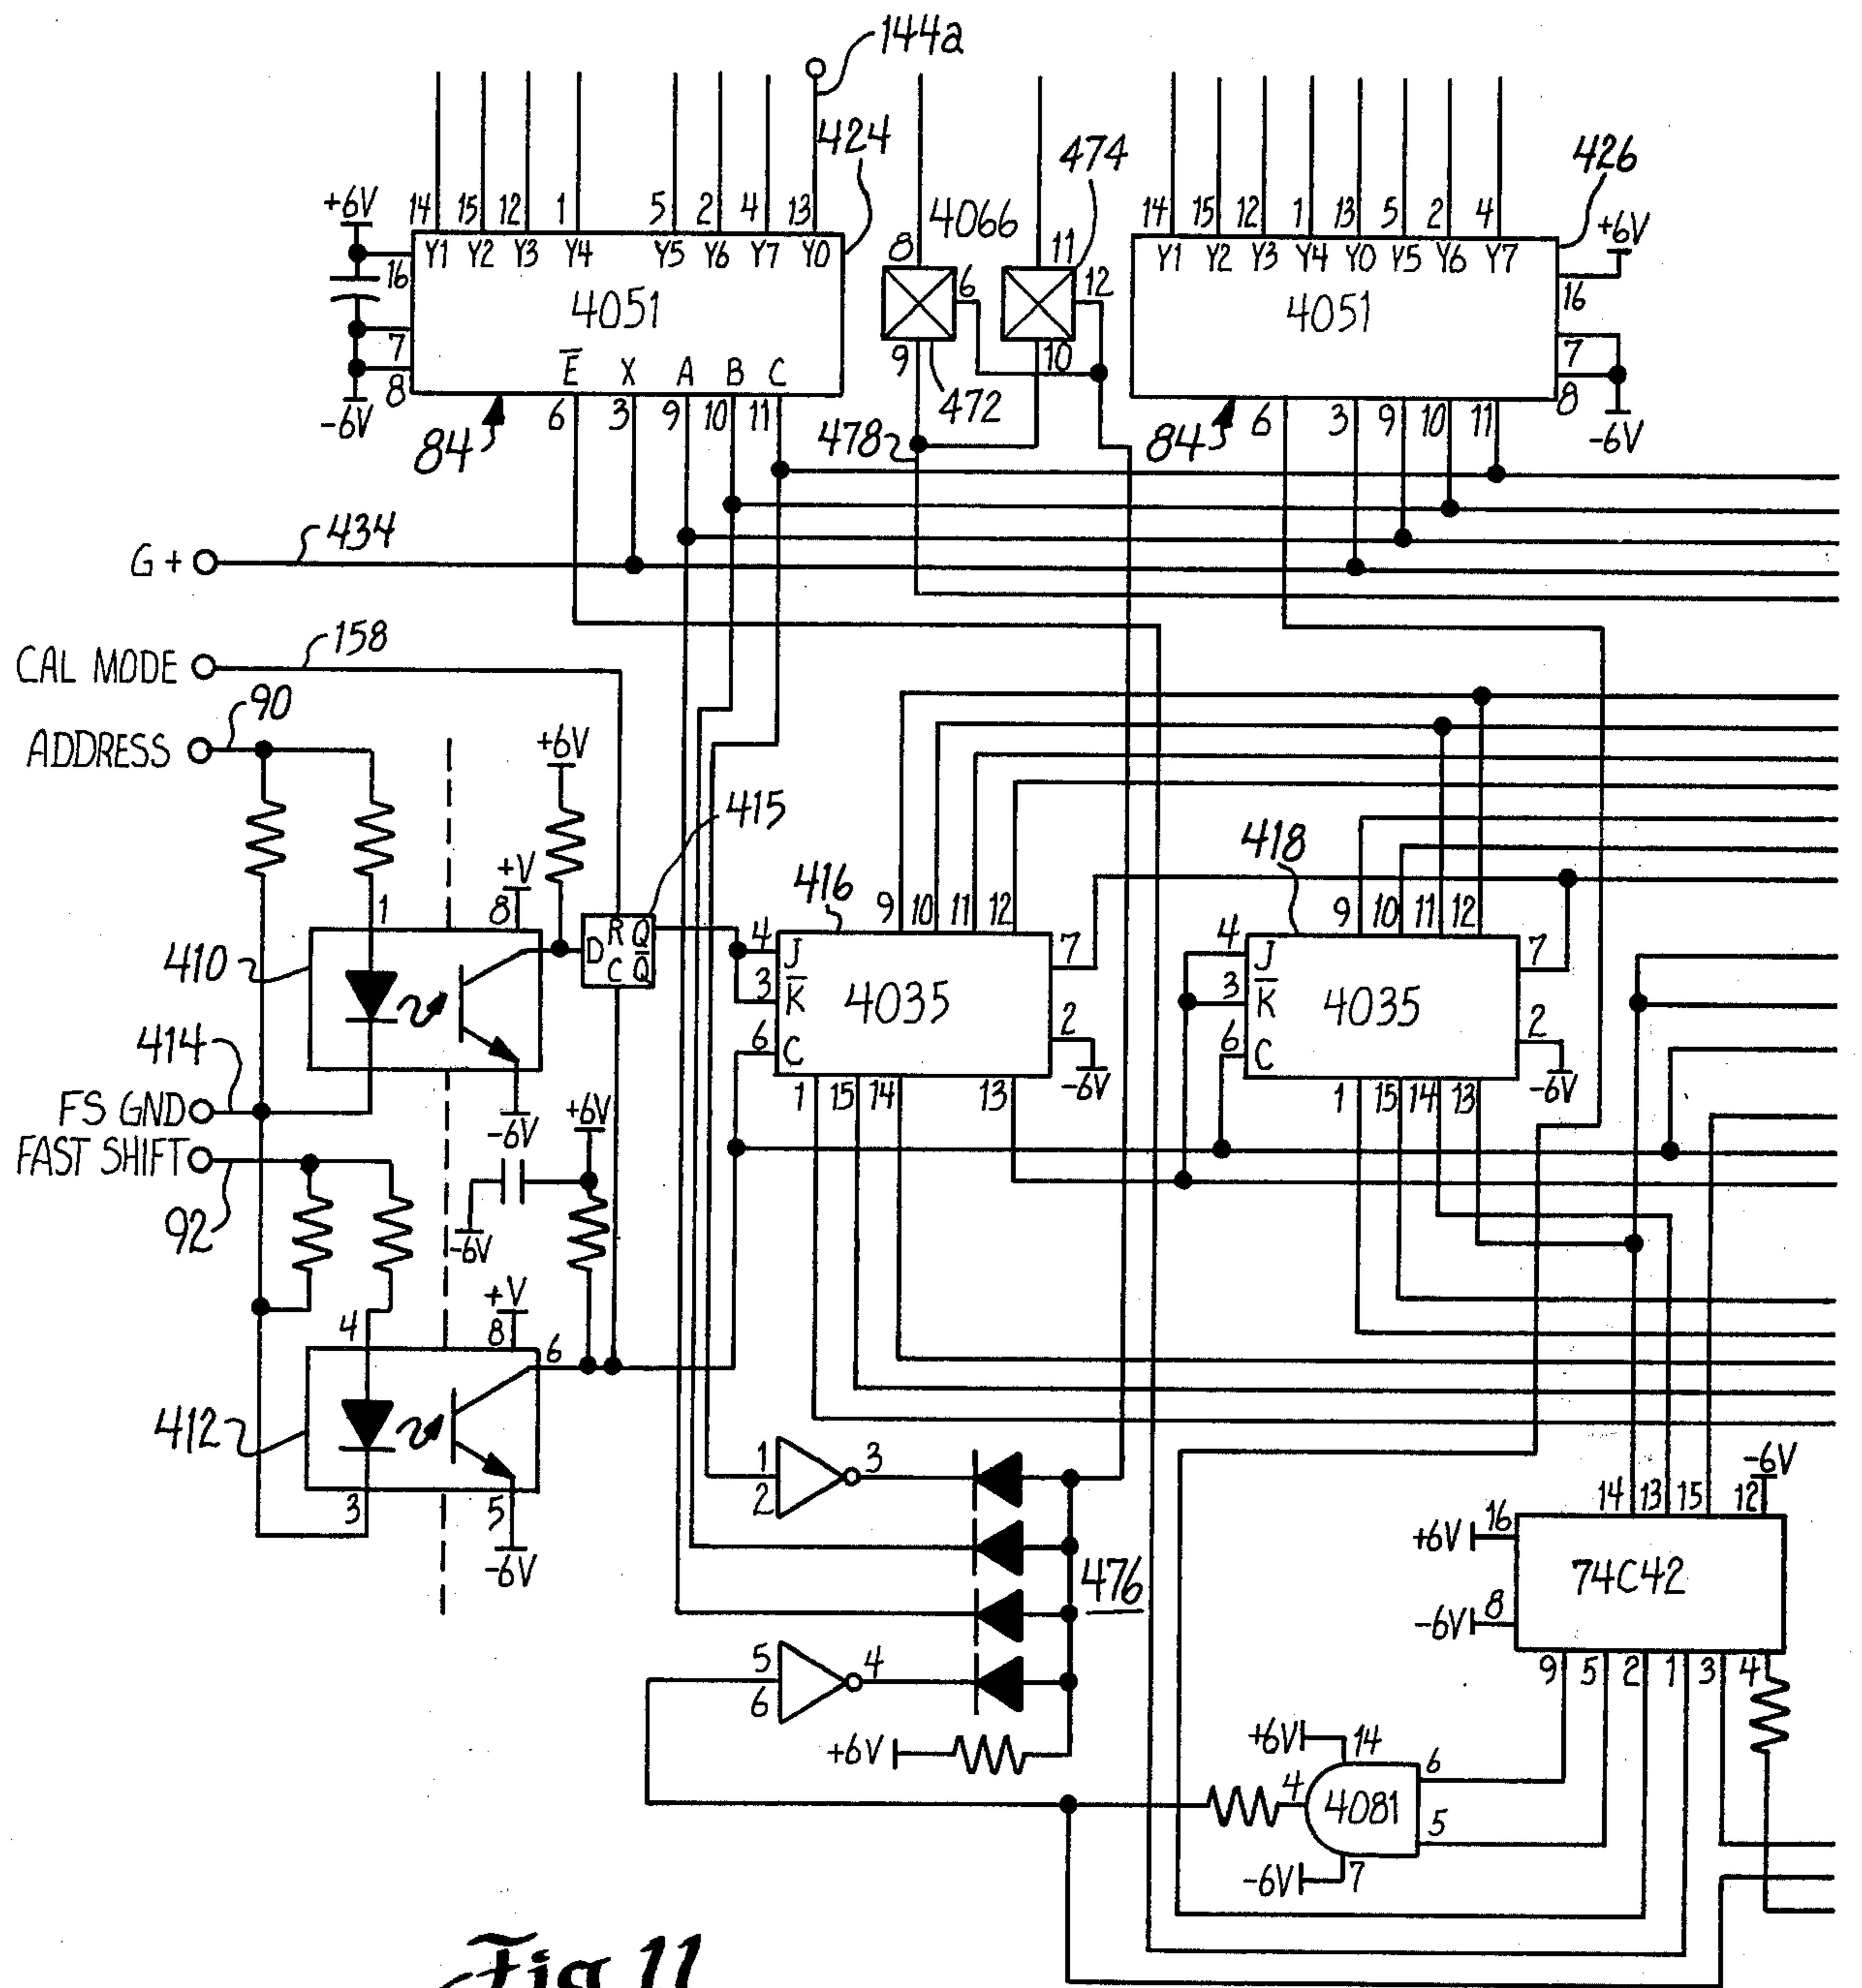 144a
424
474
426
+6V
14 15 12 1 5 2 4 13
8 4066 11
14 15 12 1 13 5 2 4
+6V
16 Y1 Y2 Y3 Y4 Y5 Y6 Y7 Y0
6 12
Y1 Y2 Y3 Y4 Y0 Y5 Y6 Y7
16
4051
4051
7
9 10
7
E̅ X A B C
8
-6V
6 3 9 10 11
472
8
84
478
84
6 3 9 10 11
-6V
G+
434
CAL MODE
158
ADDRESS
90
+6V
415
+V
416
418
1 8
9 10 11 12
9 10 11 12
410
D R Q
C Q̅
4 J
7
4 J
7
3 K̅
4035
3 K̅
4035
6 C
2
6 C
2
414
-6V
-6V
FS GND
-6V
+6V
1 15 14 13
1 15 14 13
FAST SHIFT
92
-6V
+V
4 8 6
412
3 5
-6V
1
2
3
-6V
14 13 15 12
+6V 16
476
74C42
-6V 8
5
6
4
9 5 2 1 3 4
+6V
+6V 14
6
4 4081
5
-6V 7
Fig 11